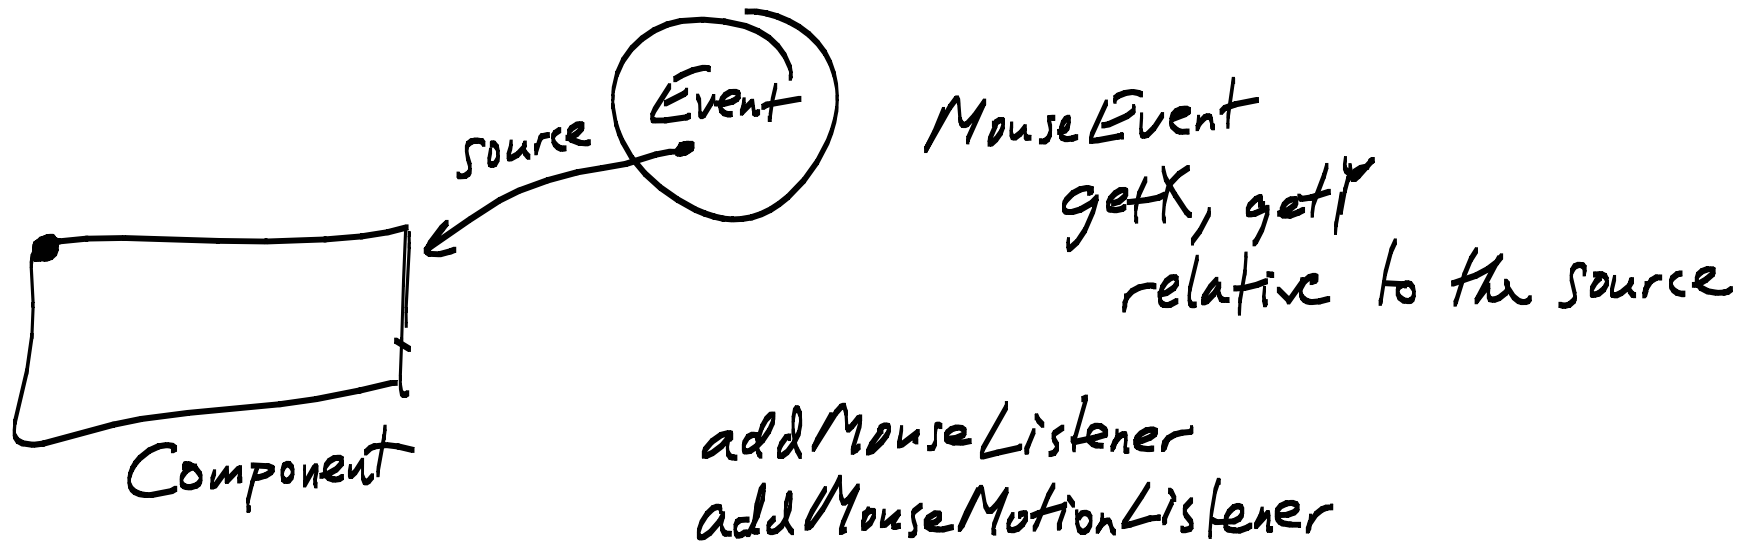 Event
source
MouseEvent
getX, getY
relative to the source
Component
addMouseListener
addMouseMotionListener